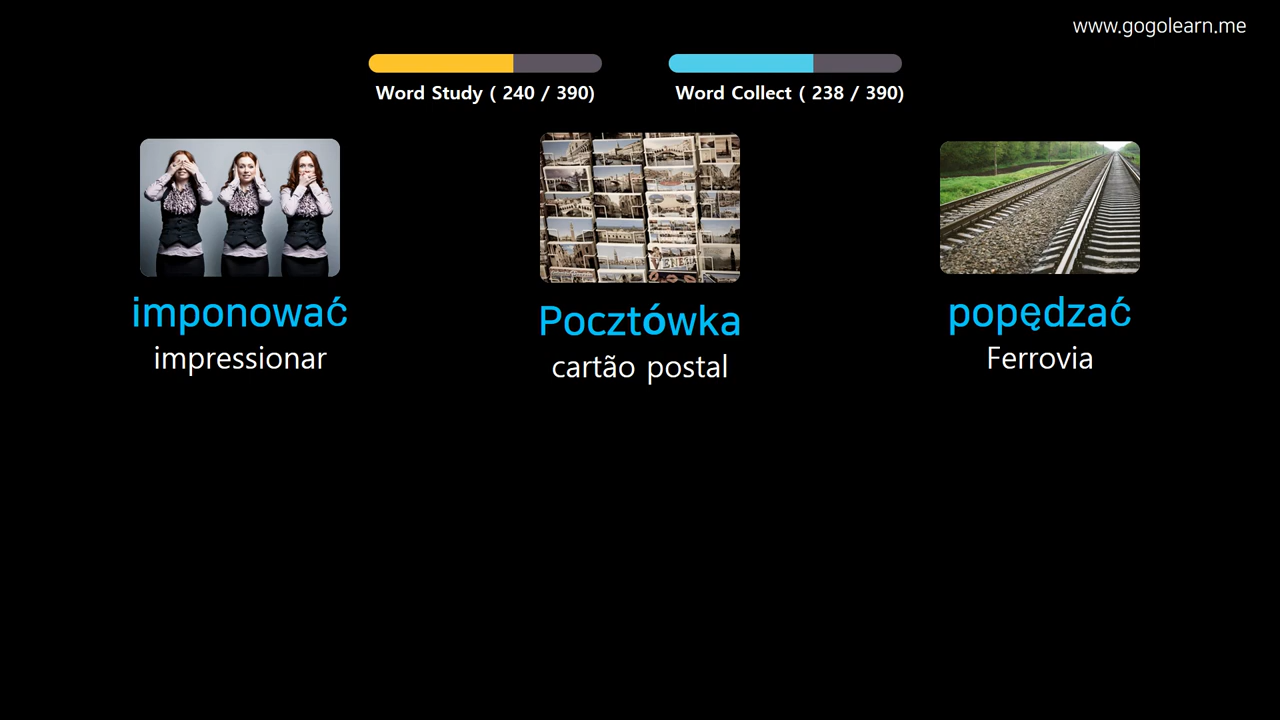 www.gogolearn.me
Word Study ( 240 / 390)
Word Collect ( 238 / 390)
imponować
impressionar
Pocztówka
cartão postal
popędzać
Ferrovia